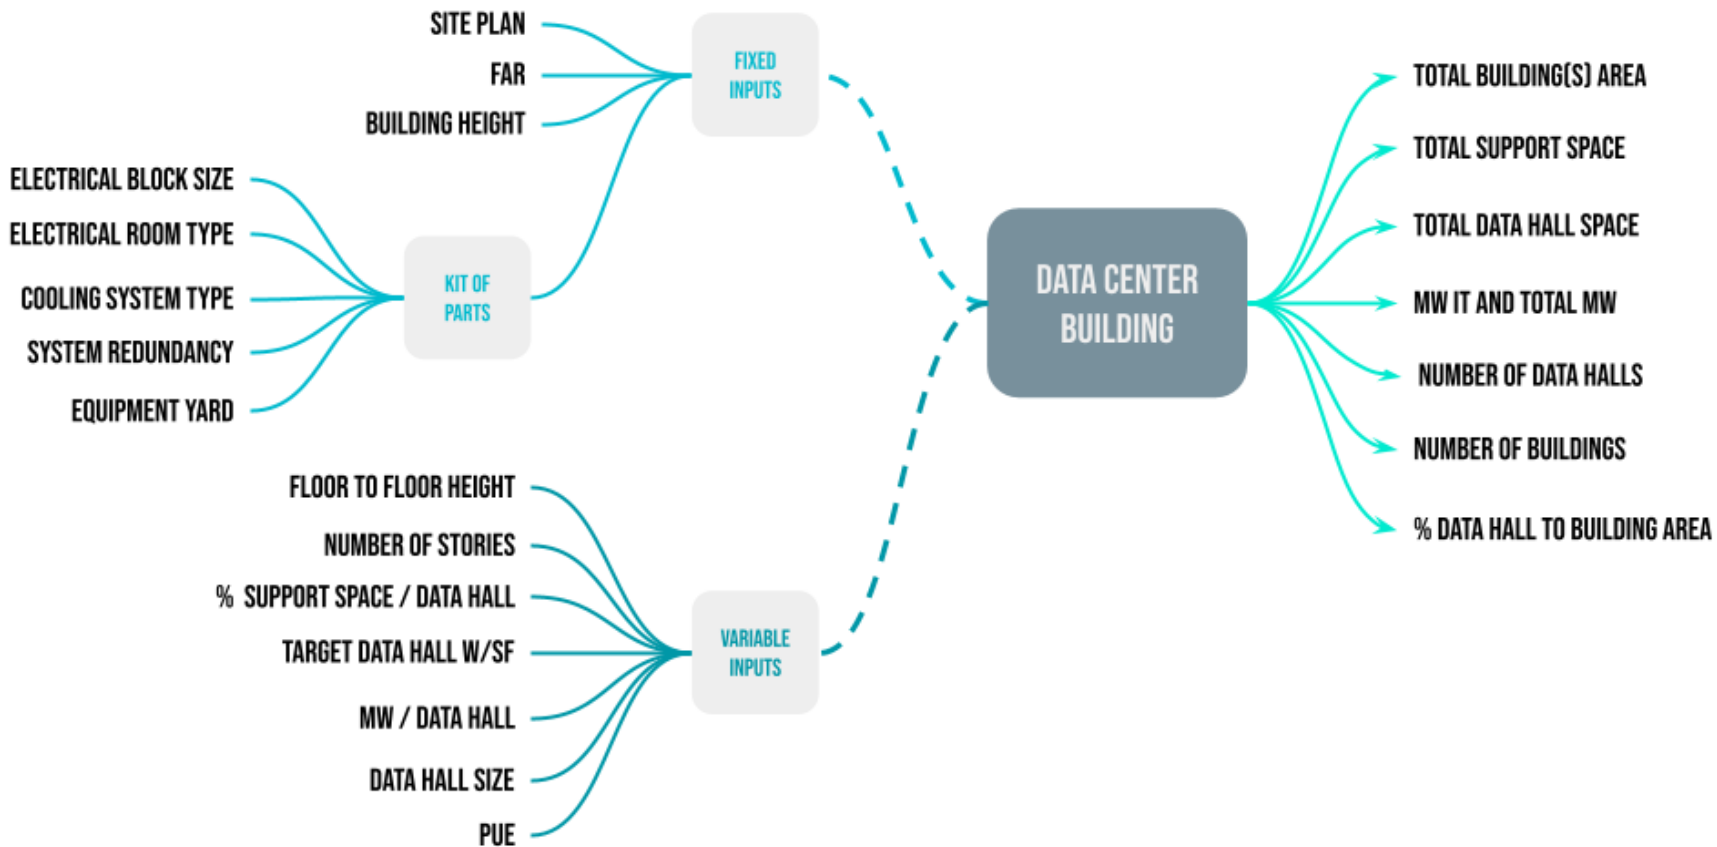 SITE PLAN
FAR
BUILDING HEIGHT
FIXED
INPUTS
ELECTRICAL BLOCK SIZE
ELECTRICAL ROOM TYPE
COOLING SYSTEM TYPE
SYSTEM REDUNDANCY
EQUIPMENT YARD
KIT OF
PARTS
FLOOR TO FLOOR HEIGHT
NUMBER OF STORIES
% SUPPORT SPACE / DATA HALL
TARGET DATA HALL W/SF
MW / DATA HALL
DATA HALL SIZE
PUE
VARIABLE
INPUTS
DATA CENTER
BUILDING
TOTAL BUILDING(S) AREA
TOTAL SUPPORT SPACE
TOTAL DATA HALL SPACE
MW IT AND TOTAL MW
NUMBER OF DATA HALLS
NUMBER OF BUILDINGS
% DATA HALL TO BUILDING AREA